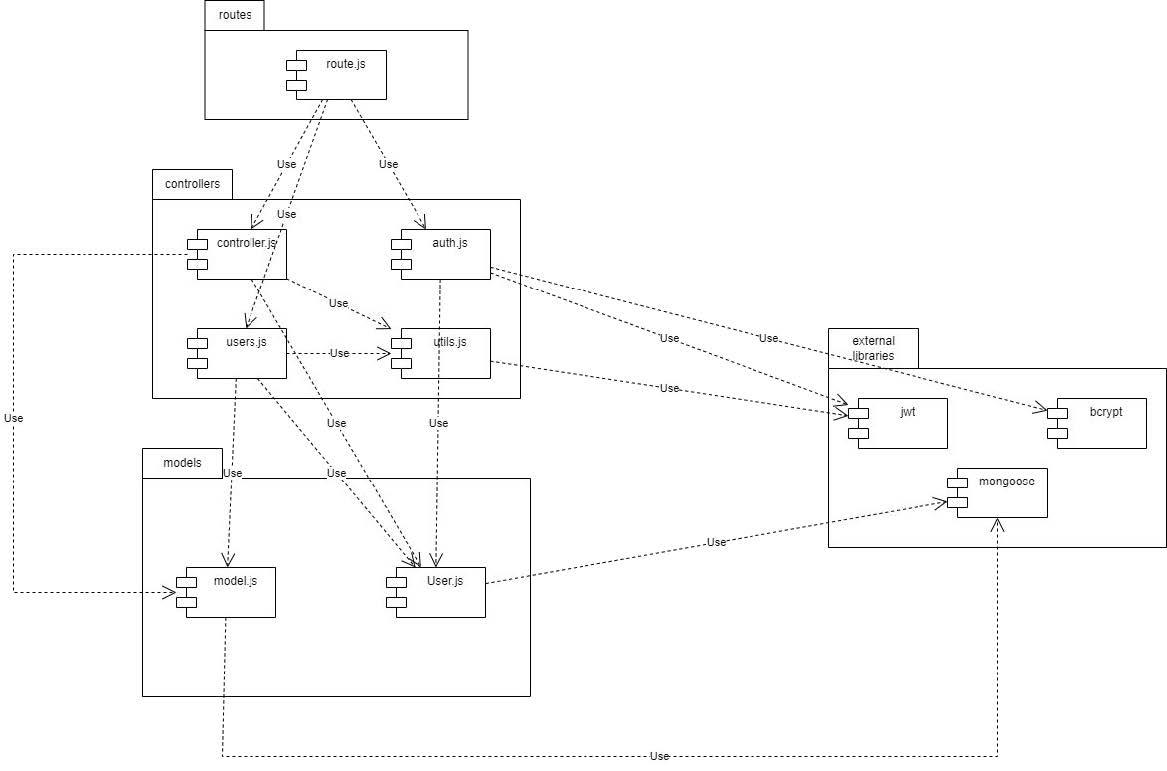 routes
route.js
Use
Use
controllers
Use
controller.js
auth.js
Use
users.js
Use
utils.js
Use
Use
external
libraries
Use
jwt
bcrypt
Use
Use
Use
models
Use
Use
mongoose
Use
model.js
User.js
Use